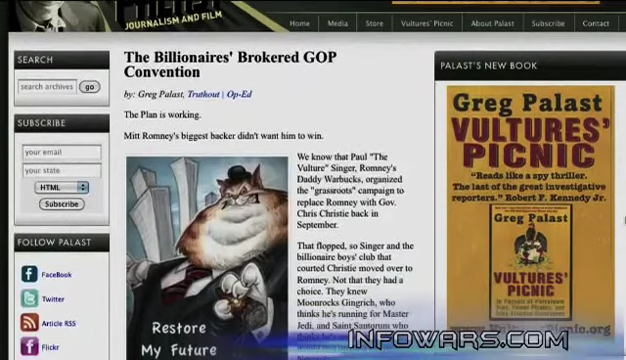 JOURNALISM AND FILM
Home Media Store Vultures' Picnic About Palast Subscribe Contact
SEARCH
search archives go
SUBSCRIBE
your email
your state
HTML
Subscribe
FOLLOW PALAST
FaceBook
Twitter
Article RSS
Flickr
The Billionaires' Brokered GOP
Convention
by: Greg Palast, Truthout | Op-Ed
The Plan is working.
Mitt Romney's biggest backer didn't want him to win.
Restore
My Future
We know that Paul "The
Vulture" Singer, Romney's
Daddy Warbucks, organized
the "grassroots" campaign to
replace Romney with Gov.
Chris Christie back in
September.
That flopped, so Singer and the
billionaire boys' club that
courted Christie moved over to
Romney. Not that they had a
choice. They knew
Moonrocks Gingrich, who
thinks he's running for Master
Jedi, and Saint Santorum who
PALAST'S NEW BOOK
Greg Palast
VULTURES'
PICNIC
"Reads like a spy thriller.
The last of the great investigative
reporters." Robert F. Kennedy Jr.
Greg Palast
VULTURES'
PICNIC
INFOWARS.COM